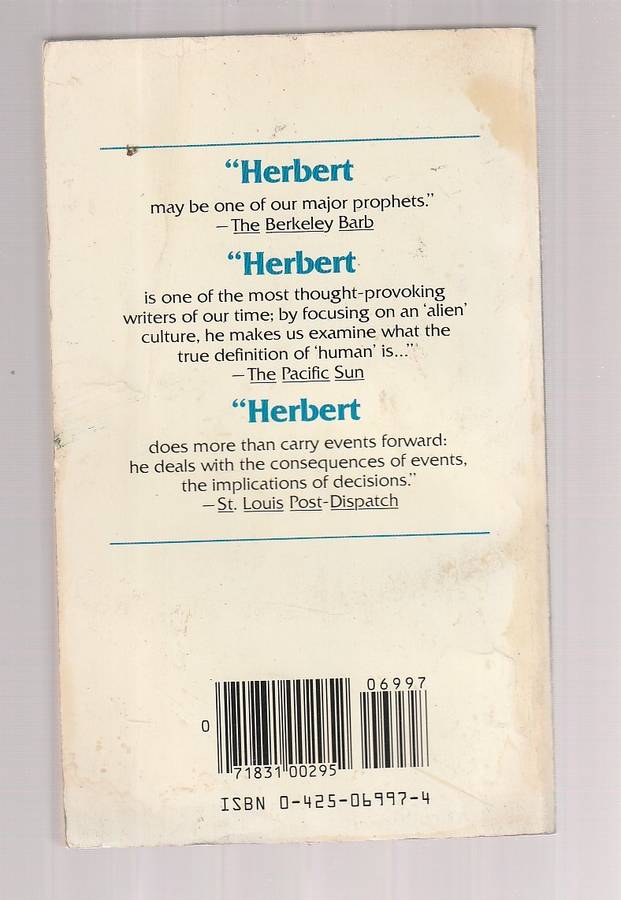 “Herbert
may be one of our major prophets.”
—The Berkeley Barb
“Herbert
is one of the most thought-provoking
writers of our time; by focusing on an ‘alien’
culture, he makes us examine what the
true definition of ‘human’ is...”
—The Pacific Sun
“Herbert
does more than carry events forward:
he deals with the consequences of events,
the implications of decisions.”
—St. Louis Post-Dispatch
06997
0
71831 00295
ISBN 0-425-06997-4